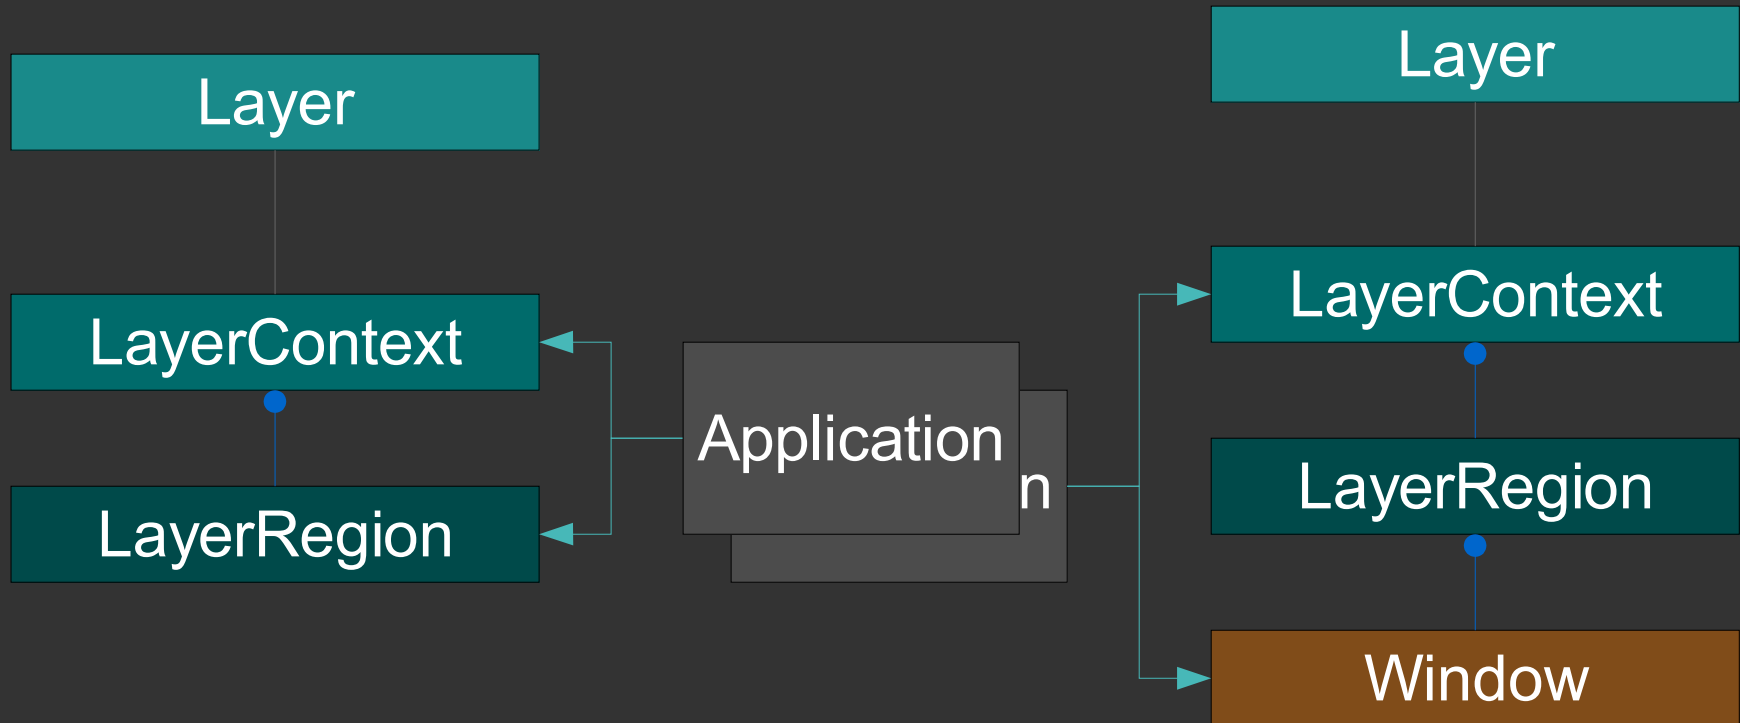 Layer
LayerContext
LayerRegion
Application
n
Layer
LayerContext
LayerRegion
Window